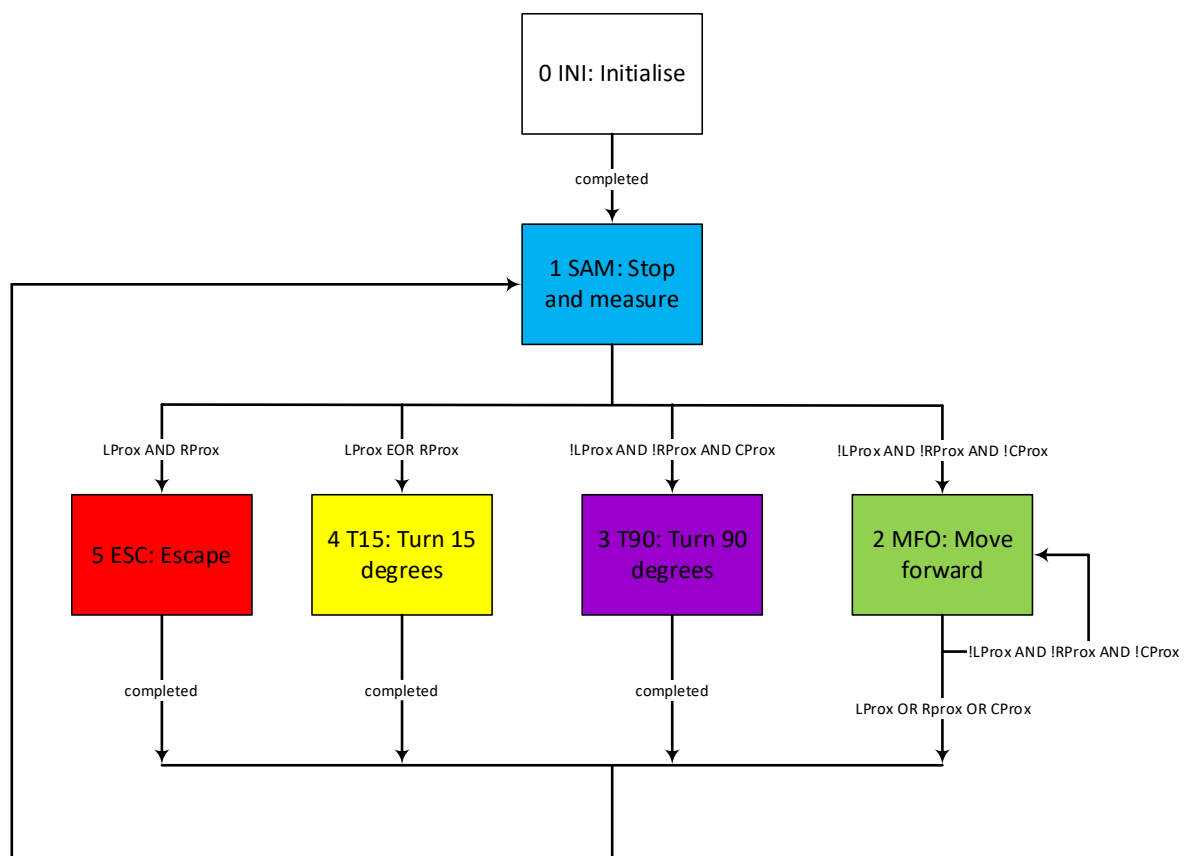 0 INI: Initialise
completed
1 SAM: Stop
and measure
LProx AND RProx
LProx EOR RProx
!LProx AND !RProx AND CProx
!LProx AND !RProx AND !CProx
5 ESC: Escape
4 T15: Turn 15
degrees
3 T90: Turn 90
degrees
2 MFO: Move
forward
!LProx AND !RProx AND !CProx
completed
completed
completed
LProx OR Rprox OR CProx